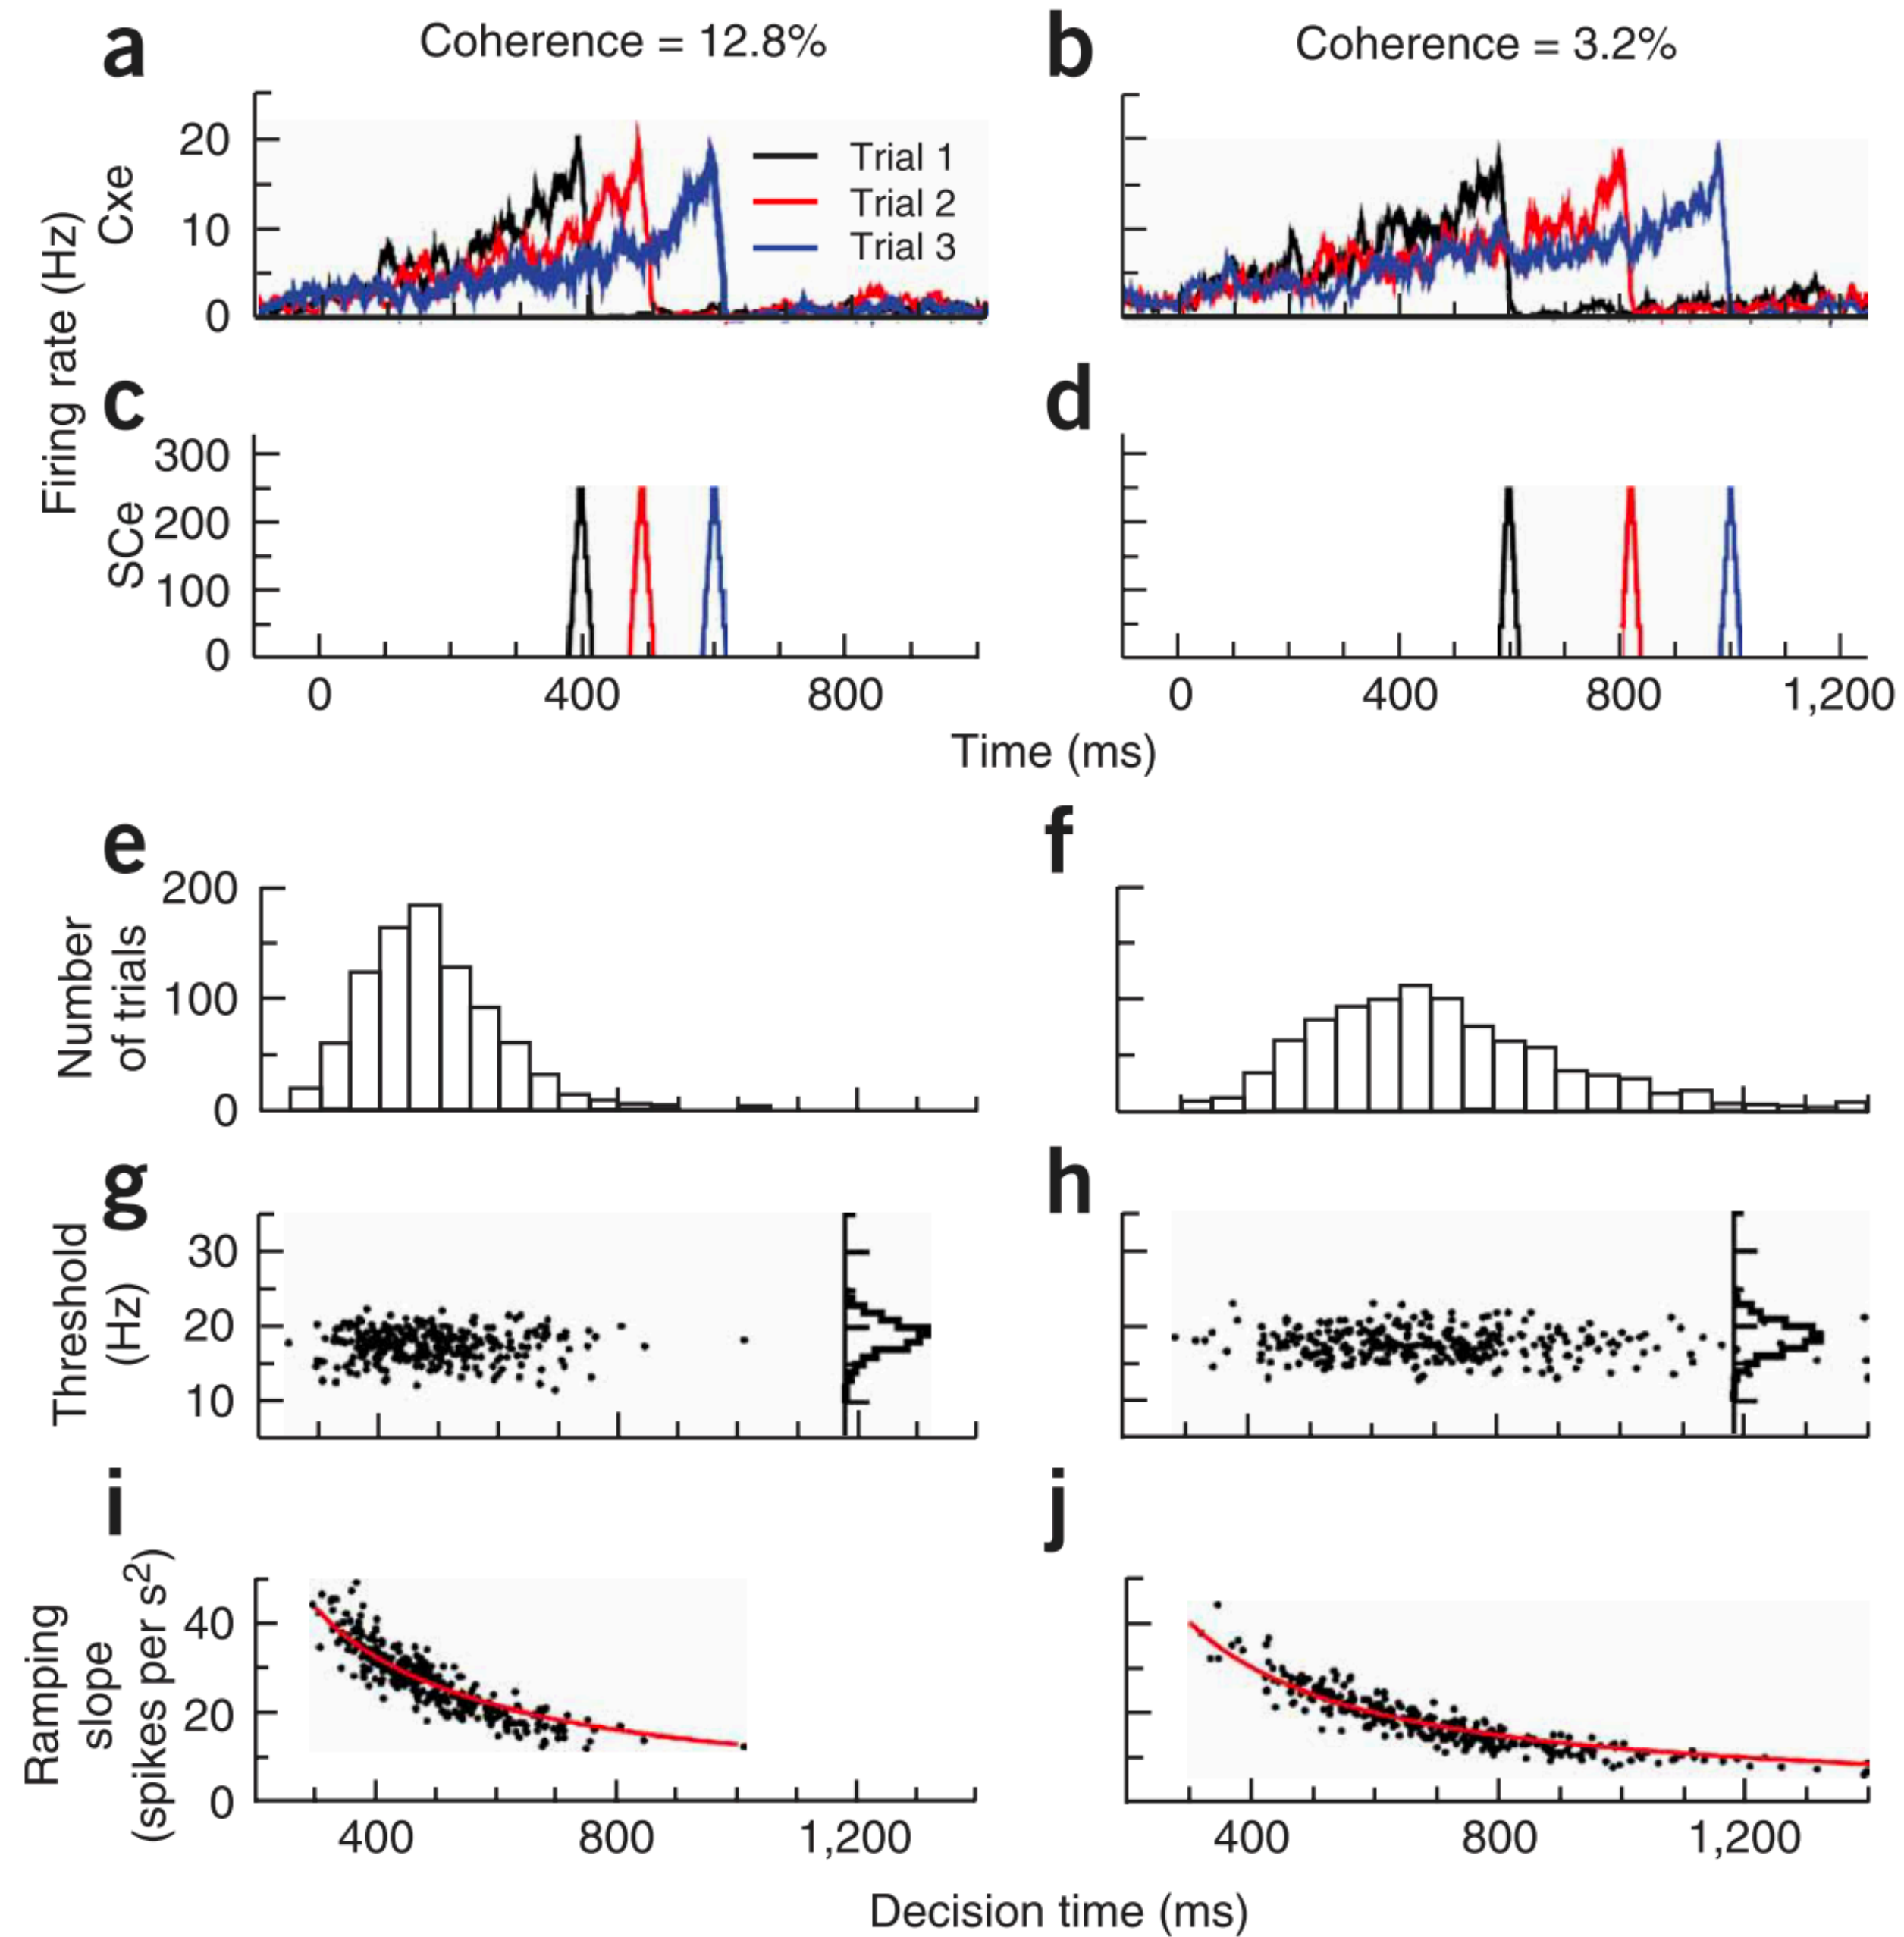 a
Coherence = 12.8%
b
Coherence = 3.2%
Firing rate (Hz)
Cxe
20
10
0
Trial 1
Trial 2
Trial 3
c
d
SCe
300
200
100
0
0
400
800
0
400
800
1,200
Time (ms)
e
f
Number
of trials
200
100
0
g
h
Threshold
(Hz)
30
20
10
i
j
Ramping
slope
(spikes per s²)
40
20
0
400
800
1,200
400
800
1,200
Decision time (ms)